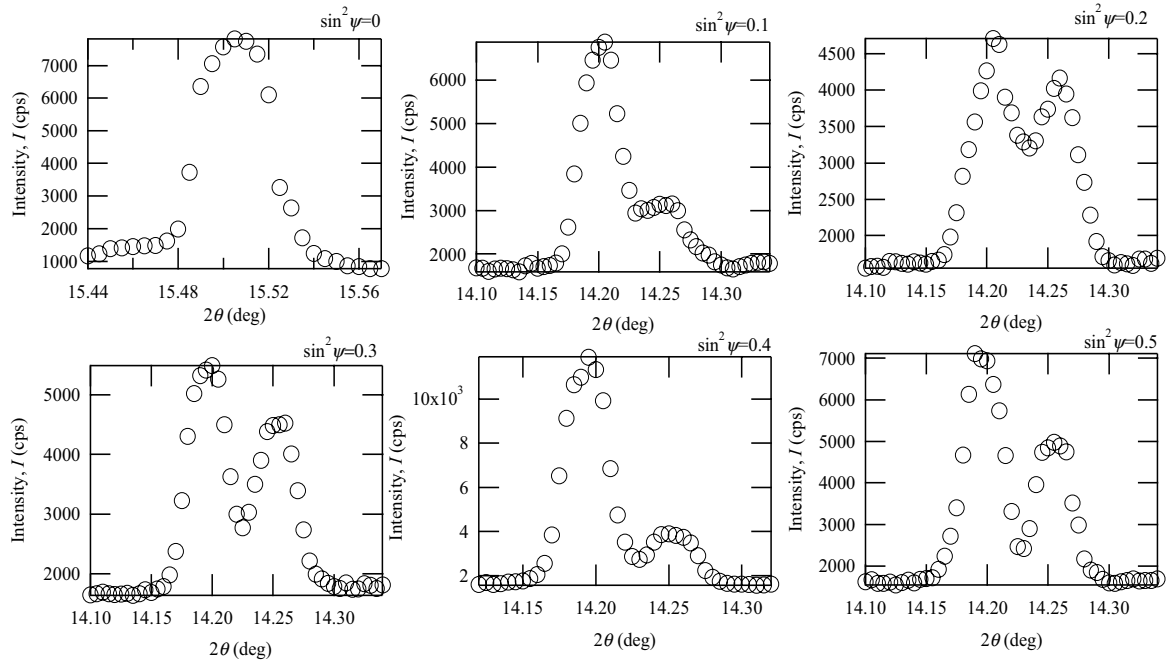 sin² ψ=0
Intensity, I (cps)
7000
6000
5000
4000
3000
2000
1000
15.44 15.48 15.52 15.56
2θ (deg)
sin² ψ=0.1
Intensity, I (cps)
6000
5000
4000
3000
2000
14.10 14.15 14.20 14.25 14.30
2θ (deg)
sin² ψ=0.2
Intensity, I (cps)
4500
4000
3500
3000
2500
2000
14.10 14.15 14.20 14.25 14.30
2θ (deg)
sin² ψ=0.3
Intensity, I (cps)
5000
4000
3000
2000
14.10 14.15 14.20 14.25 14.30
2θ (deg)
sin² ψ=0.4
Intensity, I (cps)
10x10³
8
6
4
2
14.15 14.20 14.25 14.30
2θ (deg)
sin² ψ=0.5
Intensity, I (cps)
7000
6000
5000
4000
3000
2000
14.10 14.15 14.20 14.25 14.30
2θ (deg)